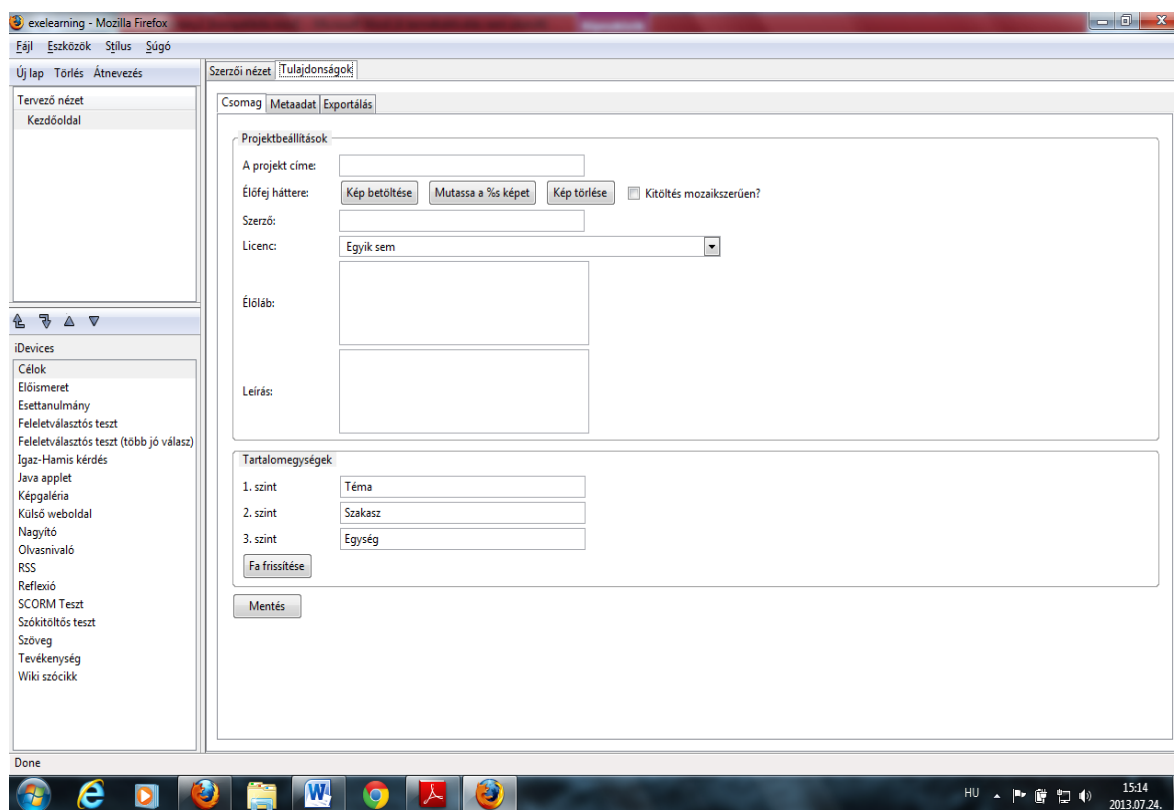 exelearning - Mozilla Firefox
Fájl Eszközök Stílus Súgó
Új lap Törlés Átnevezés
Szerzői nézet Tulajdonságok
Tervező nézet
Kezdőoldal
Csomag Metaadat Exportálás
Projektbeállítások
A projekt címe:
Élőfej háttere: Kép betöltése Mutassa a %s képet Kép törlése Kitöltés mozaikszerűen?
Szerző:
Licenc: Egyik sem
Élőláb:
Leírás:
Tartalomegységek
1. szint Téma
2. szint Szakasz
3. szint Egység
Fa frissítése
Mentés
iDevices
Célok
Előismeret
Esettanulmány
Feleletválasztós teszt
Feleletválasztós teszt (több jó válasz)
Igaz-Hamis kérdés
Java applet
Képgaléria
Külső weboldal
Nagyító
Olvasnivaló
RSS
Reflexió
SCORM Teszt
Szókitöltős teszt
Szöveg
Tevékenység
Wiki szócikk
Done
HU 15:14
2013.07.24.